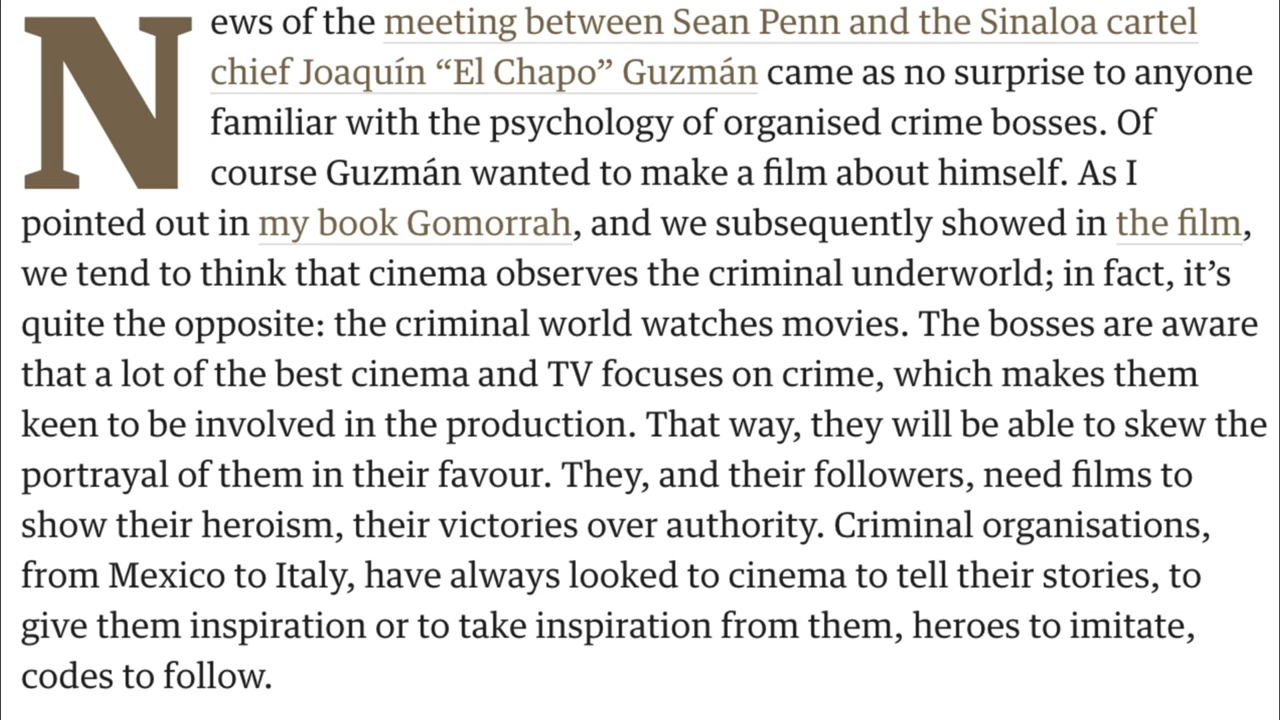 News of the meeting between Sean Penn and the Sinaloa cartel
chief Joaquín “El Chapo” Guzmán came as no surprise to anyone
familiar with the psychology of organised crime bosses. Of
course Guzmán wanted to make a film about himself. As I
pointed out in my book Gomorrah, and we subsequently showed in the film,
we tend to think that cinema observes the criminal underworld; in fact, it’s
quite the opposite: the criminal world watches movies. The bosses are aware
that a lot of the best cinema and TV focuses on crime, which makes them
keen to be involved in the production. That way, they will be able to skew the
portrayal of them in their favour. They, and their followers, need films to
show their heroism, their victories over authority. Criminal organisations,
from Mexico to Italy, have always looked to cinema to tell their stories, to
give them inspiration or to take inspiration from them, heroes to imitate,
codes to follow.